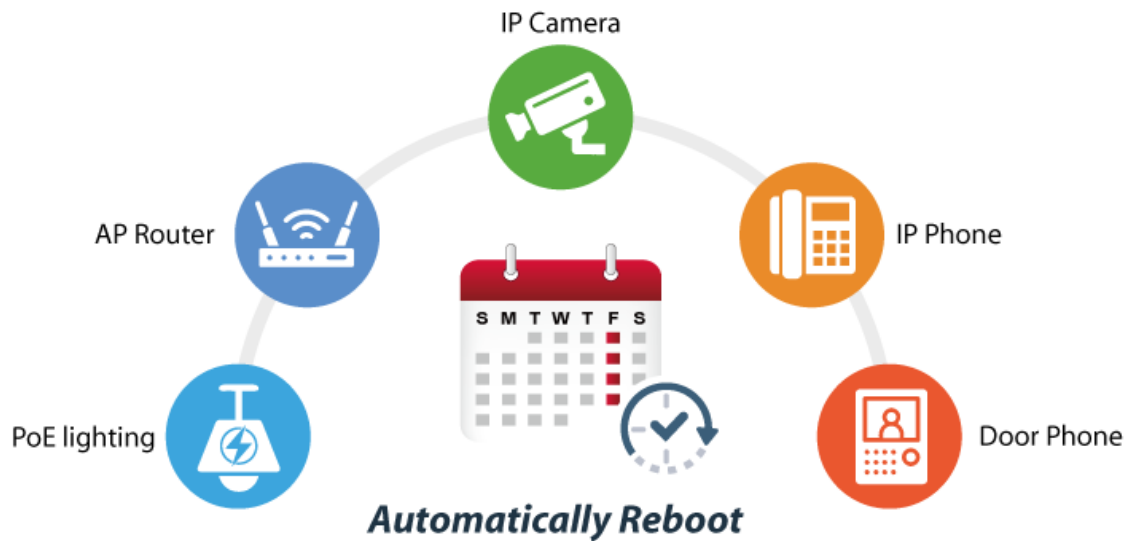 IP Camera
AP Router
IP Phone
S M T W T F S
PoE lighting
Door Phone
Automatically Reboot